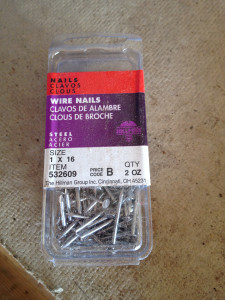 NAILS
CLAVOS
CLOUS
WIRE NAILS
CLAVOS DE ALAMBRE
CLOUS DE BROCHE
STEEL
ACERO
ACIER
SIZE
1 X 16
ITEM
532609
PRICE CODE B
QTY
2 OZ
The Hillman Group Inc. Cincinnati, OH 45231